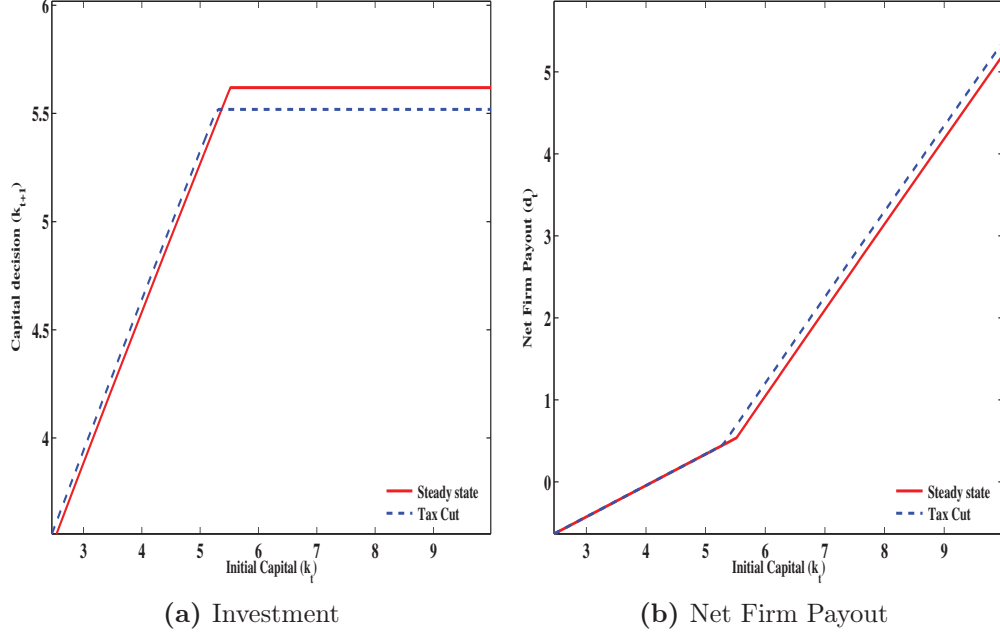 6
5.5
5
4.5
4
Capital decision (k_{t+1})
3 4 5 6 7 8 9
Initial Capital (k_t)
Steady state
Tax Cut
(a) Investment
5
4
3
2
1
0
Net Firm Payout (d_t)
3 4 5 6 7 8 9
Initial Capital (k_t)
Steady state
Tax Cut
(b) Net Firm Payout